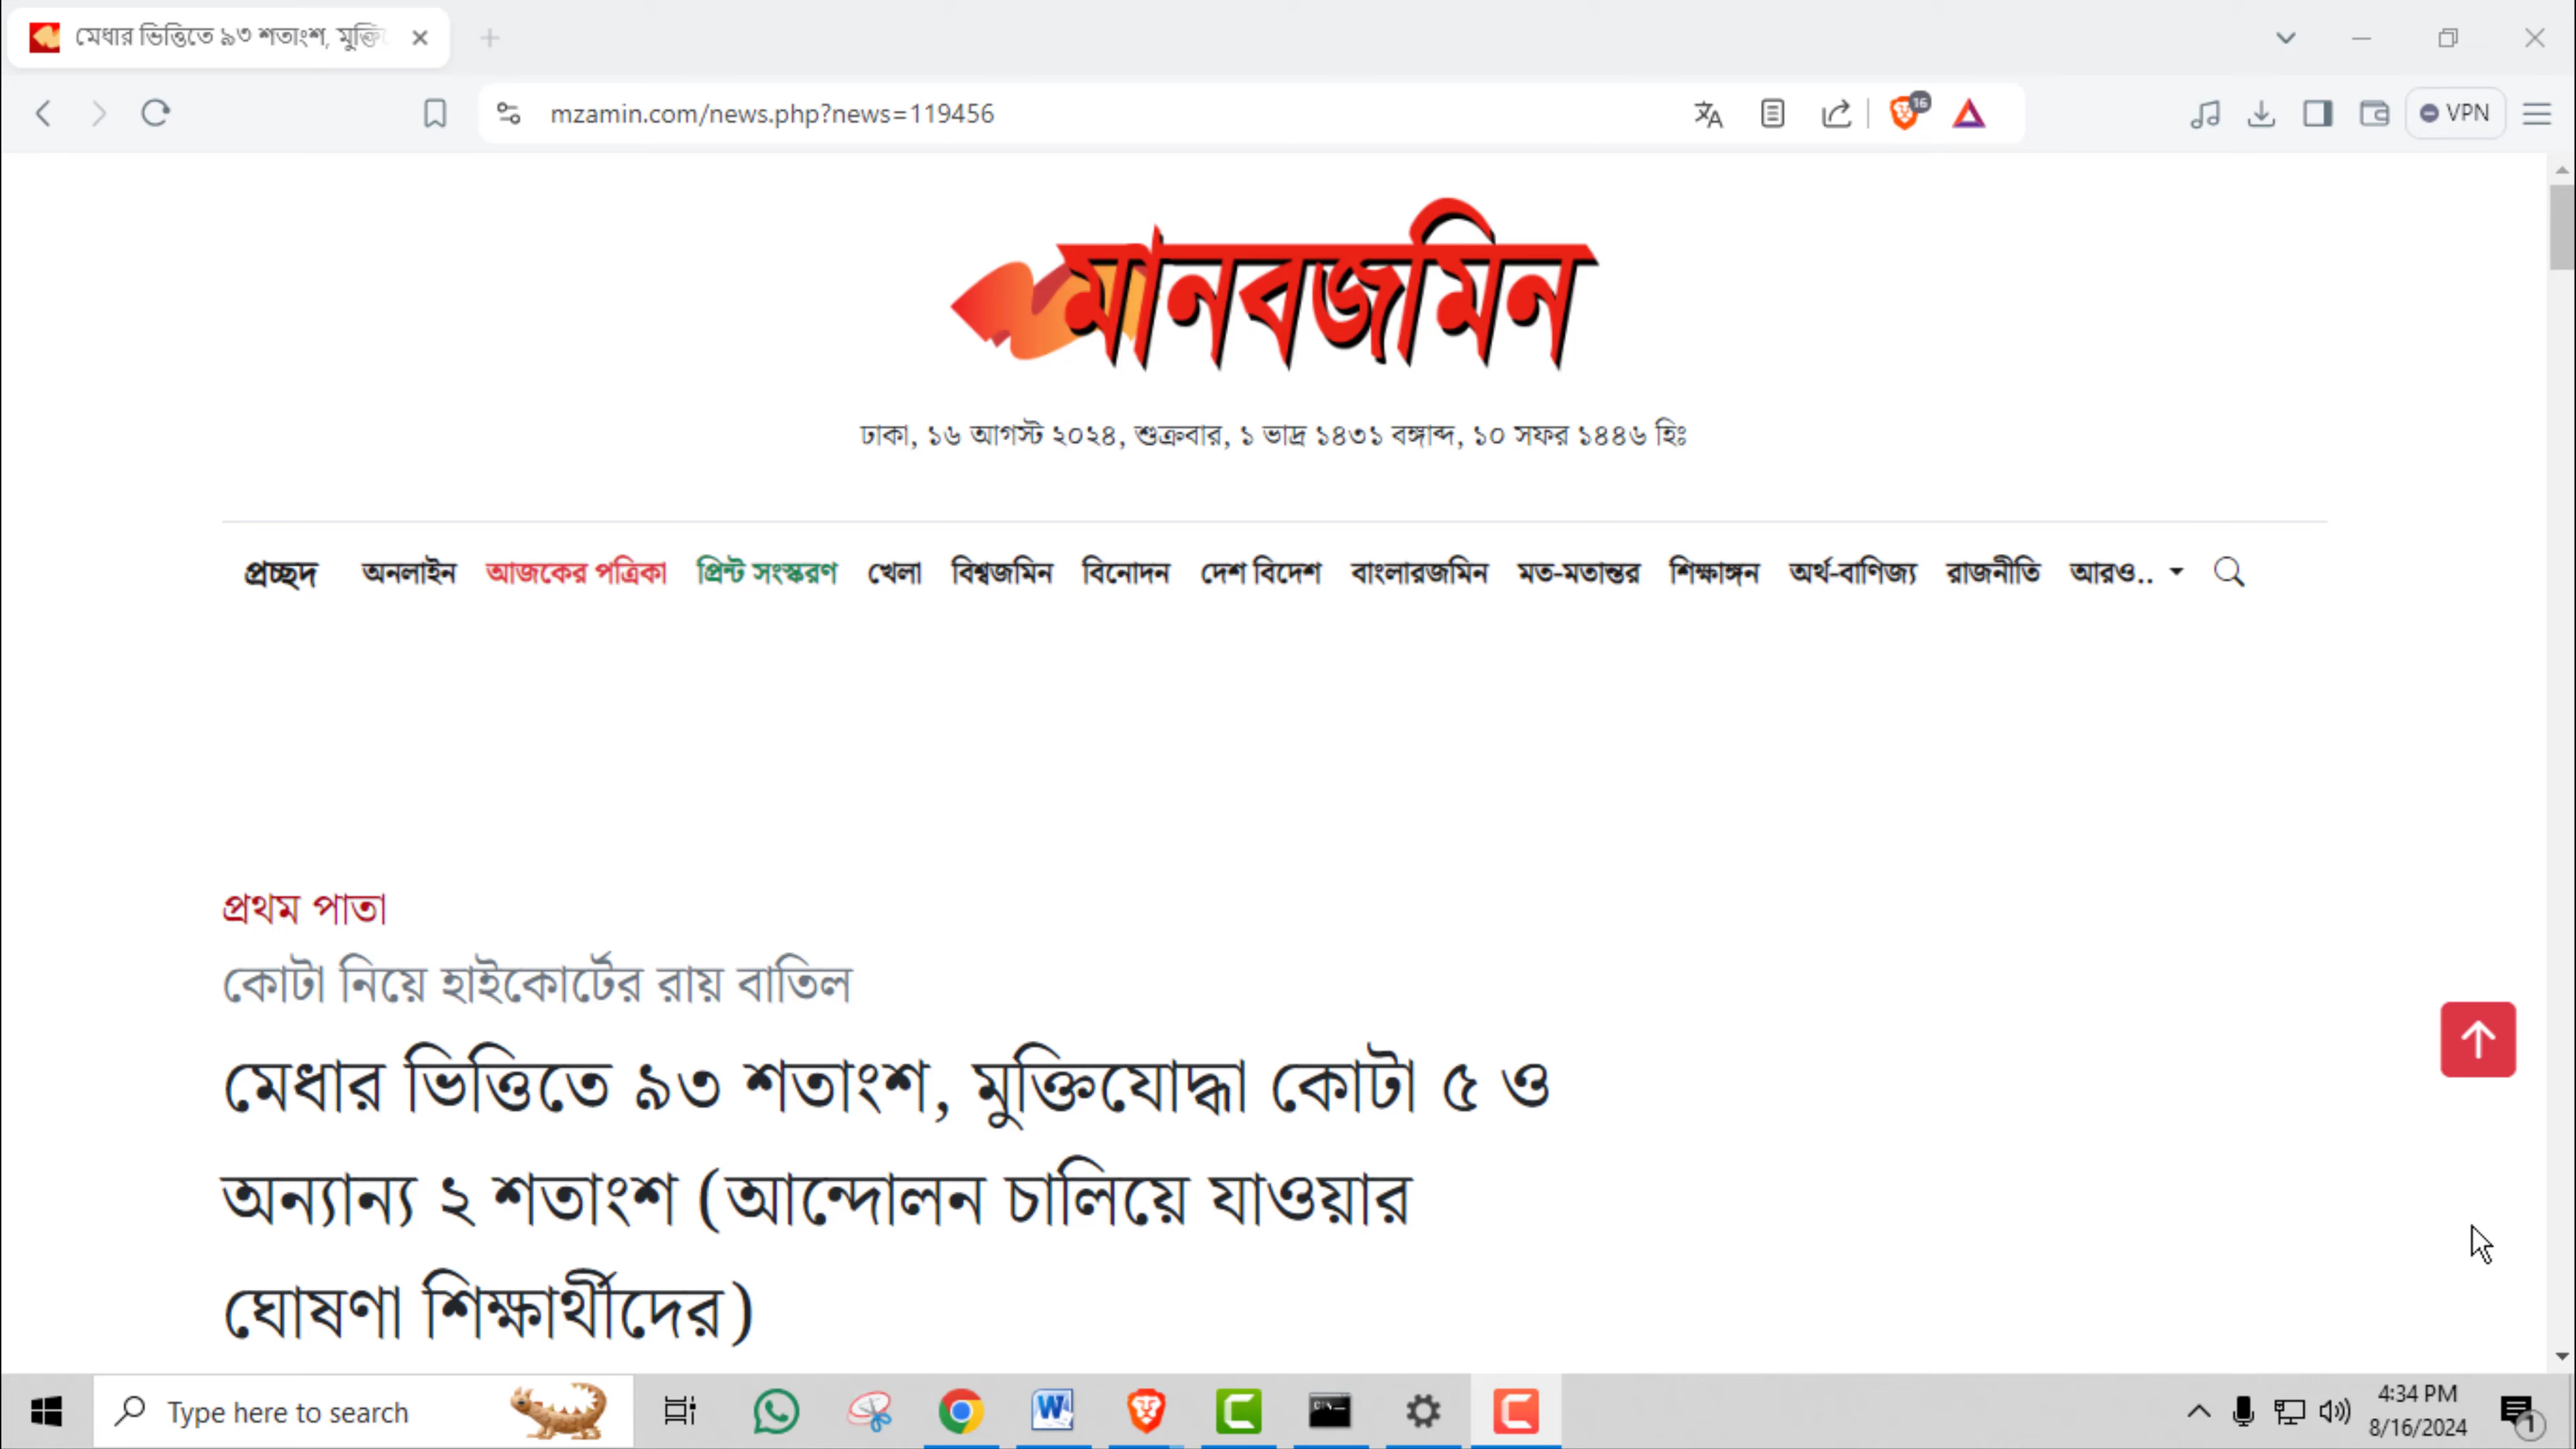 মেধার ভিত্তিতে ৯৩ শতাংশ, মুক্তি
mzamin.com/news.php?news=119456
16
VPN
মানবজমিন
ঢাকা, ১৬ আগস্ট ২০২৪, শুক্রবার, ১ ভাদ্র ১৪৩১ বঙ্গাব্দ, ১০ সফর ১৪৪৬ হিঃ
প্রচ্ছদ অনলাইন আজকের পত্রিকা প্রিন্ট সংস্করণ খেলা বিশ্বজমিন বিনোদন দেশ বিদেশ বাংলারজমিন মত-মতান্তর শিক্ষাঙ্গন অর্থ-বাণিজ্য রাজনীতি আরও..
প্রথম পাতা
কোটা নিয়ে হাইকোর্টের রায় বাতিল
মেধার ভিত্তিতে ৯৩ শতাংশ, মুক্তিযোদ্ধা কোটা ৫ ও
অন্যান্য ২ শতাংশ (আন্দোলন চালিয়ে যাওয়ার
ঘোষণা শিক্ষার্থীদের)
Type here to search
4:34 PM
8/16/2024
1